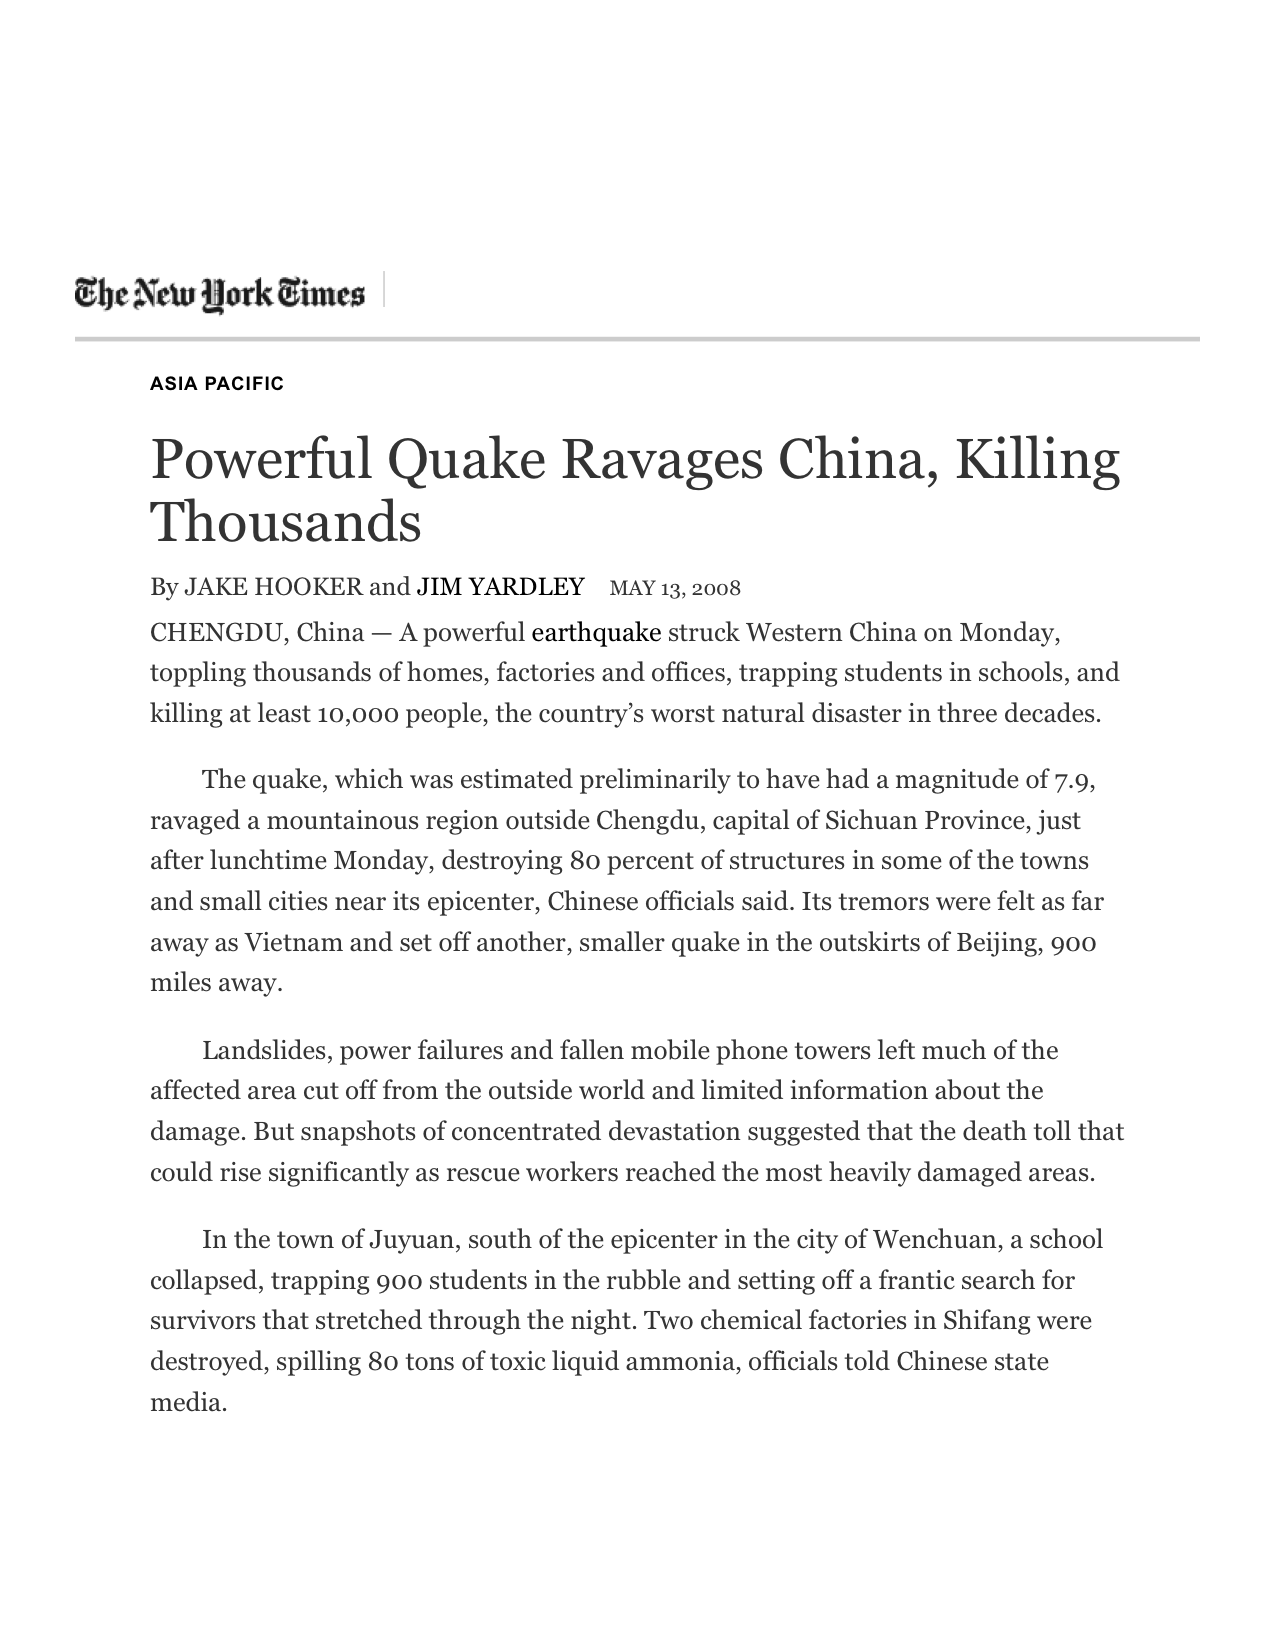 The New York Times
ASIA PACIFIC
Powerful Quake Ravages China, Killing
Thousands
By JAKE HOOKER and JIM YARDLEY MAY 13, 2008
CHENGDU, China — A powerful earthquake struck Western China on Monday,
toppling thousands of homes, factories and offices, trapping students in schools, and
killing at least 10,000 people, the country’s worst natural disaster in three decades.
The quake, which was estimated preliminarily to have had a magnitude of 7.9,
ravaged a mountainous region outside Chengdu, capital of Sichuan Province, just
after lunchtime Monday, destroying 80 percent of structures in some of the towns
and small cities near its epicenter, Chinese officials said. Its tremors were felt as far
away as Vietnam and set off another, smaller quake in the outskirts of Beijing, 900
miles away.
Landslides, power failures and fallen mobile phone towers left much of the
affected area cut off from the outside world and limited information about the
damage. But snapshots of concentrated devastation suggested that the death toll that
could rise significantly as rescue workers reached the most heavily damaged areas.
In the town of Juyuan, south of the epicenter in the city of Wenchuan, a school
collapsed, trapping 900 students in the rubble and setting off a frantic search for
survivors that stretched through the night. Two chemical factories in Shifang were
destroyed, spilling 80 tons of toxic liquid ammonia, officials told Chinese state
media.